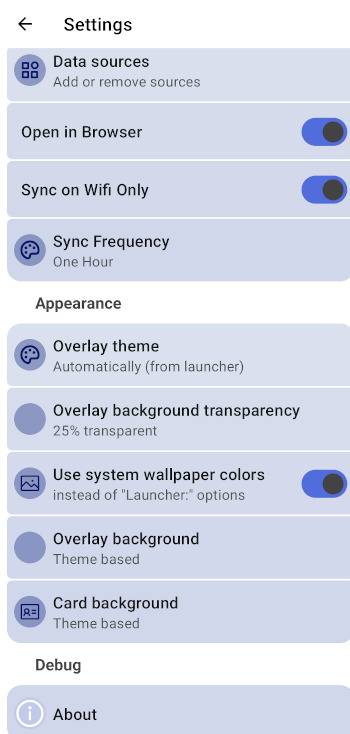 Settings
Data sources
Add or remove sources
Open in Browser
Sync on Wifi Only
Sync Frequency
One Hour
Appearance
Overlay theme
Automatically (from launcher)
Overlay background transparency
25% transparent
Use system wallpaper colors
instead of "Launcher:" options
Overlay background
Theme based
Card background
Theme based
Debug
About